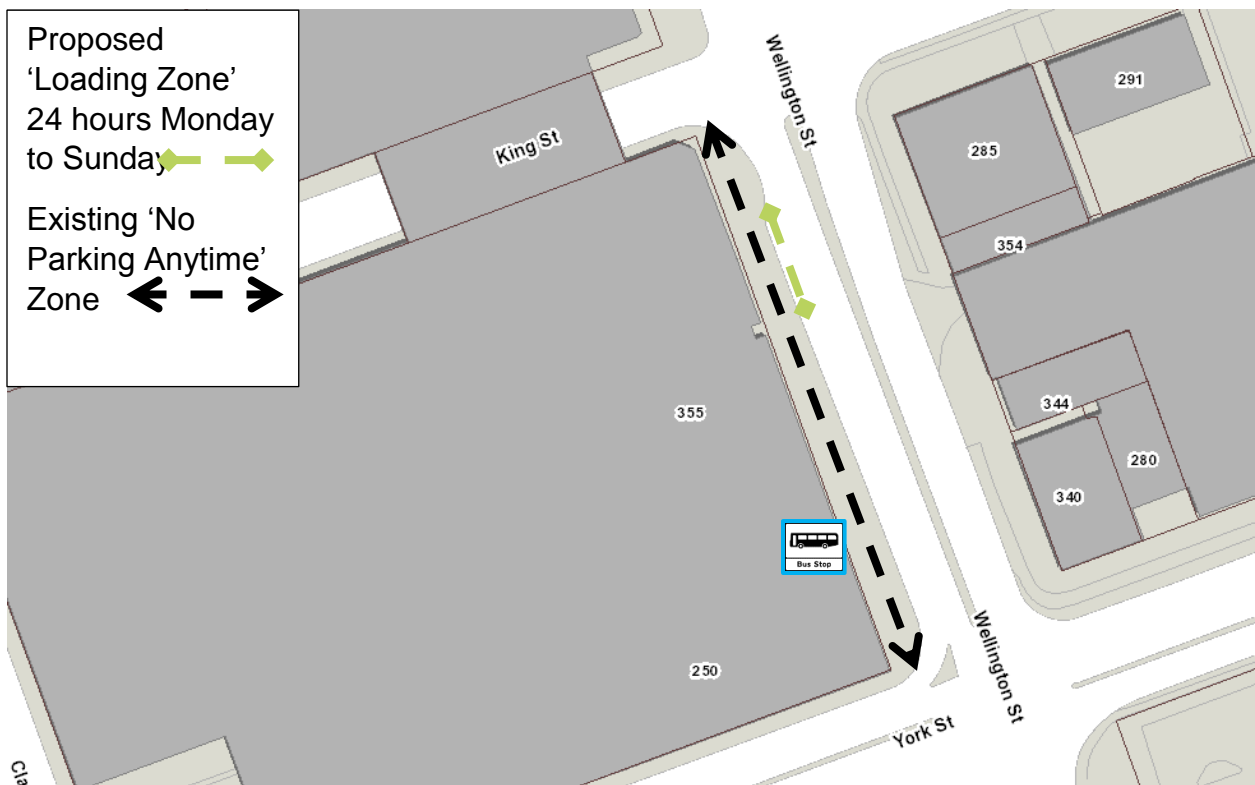 Proposed
‘Loading Zone’
24 hours Monday
to Sunday
Existing ‘No
Parking Anytime’
Zone
Wellington St
King St
291
285
354
355
344
280
340
Bus Stop
250
Wellington St
York St
Cla